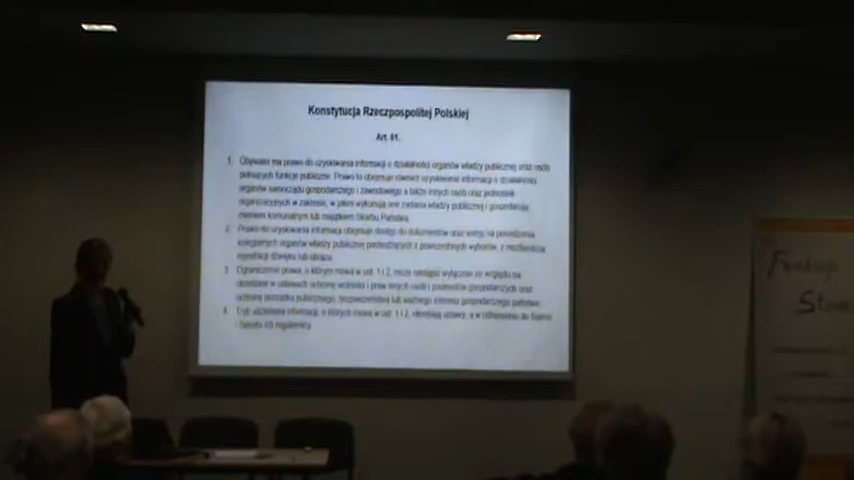 Konstytucja Rzeczpospolitej Polskiej
Art. 61.
1. Obywatel ma prawo do uzyskiwania informacji o działalności organów władzy publicznej oraz osób
pełniących funkcje publiczne. Prawo to obejmuje również uzyskiwanie informacji o działalności
organów samorządu gospodarczego i zawodowego a także innych osób oraz jednostek
organizacyjnych w zakresie, w jakim wykonują one zadania władzy publicznej i gospodarują
mieniem komunalnym lub majątkiem Skarbu Państwa.
2. Prawo do uzyskiwania informacji obejmuje dostęp do dokumentów oraz wstęp na posiedzenia
kolegialnych organów władzy publicznej pochodzących z powszechnych wyborów, z możliwością
rejestracji dźwięku lub obrazu.
3. Ograniczenie prawa, o którym mowa w ust. 1 i 2, może nastąpić wyłącznie ze względu na
określone w ustawach ochronę wolności i praw innych osób i podmiotów gospodarczych oraz
ochronę porządku publicznego, bezpieczeństwa lub ważnego interesu gospodarczego państwa.
4. Tryb udzielania informacji, o których mowa w ust. 1 i 2, określają ustawy, a w odniesieniu do Sejmu
i Senatu ich regulaminy.
Fundacja